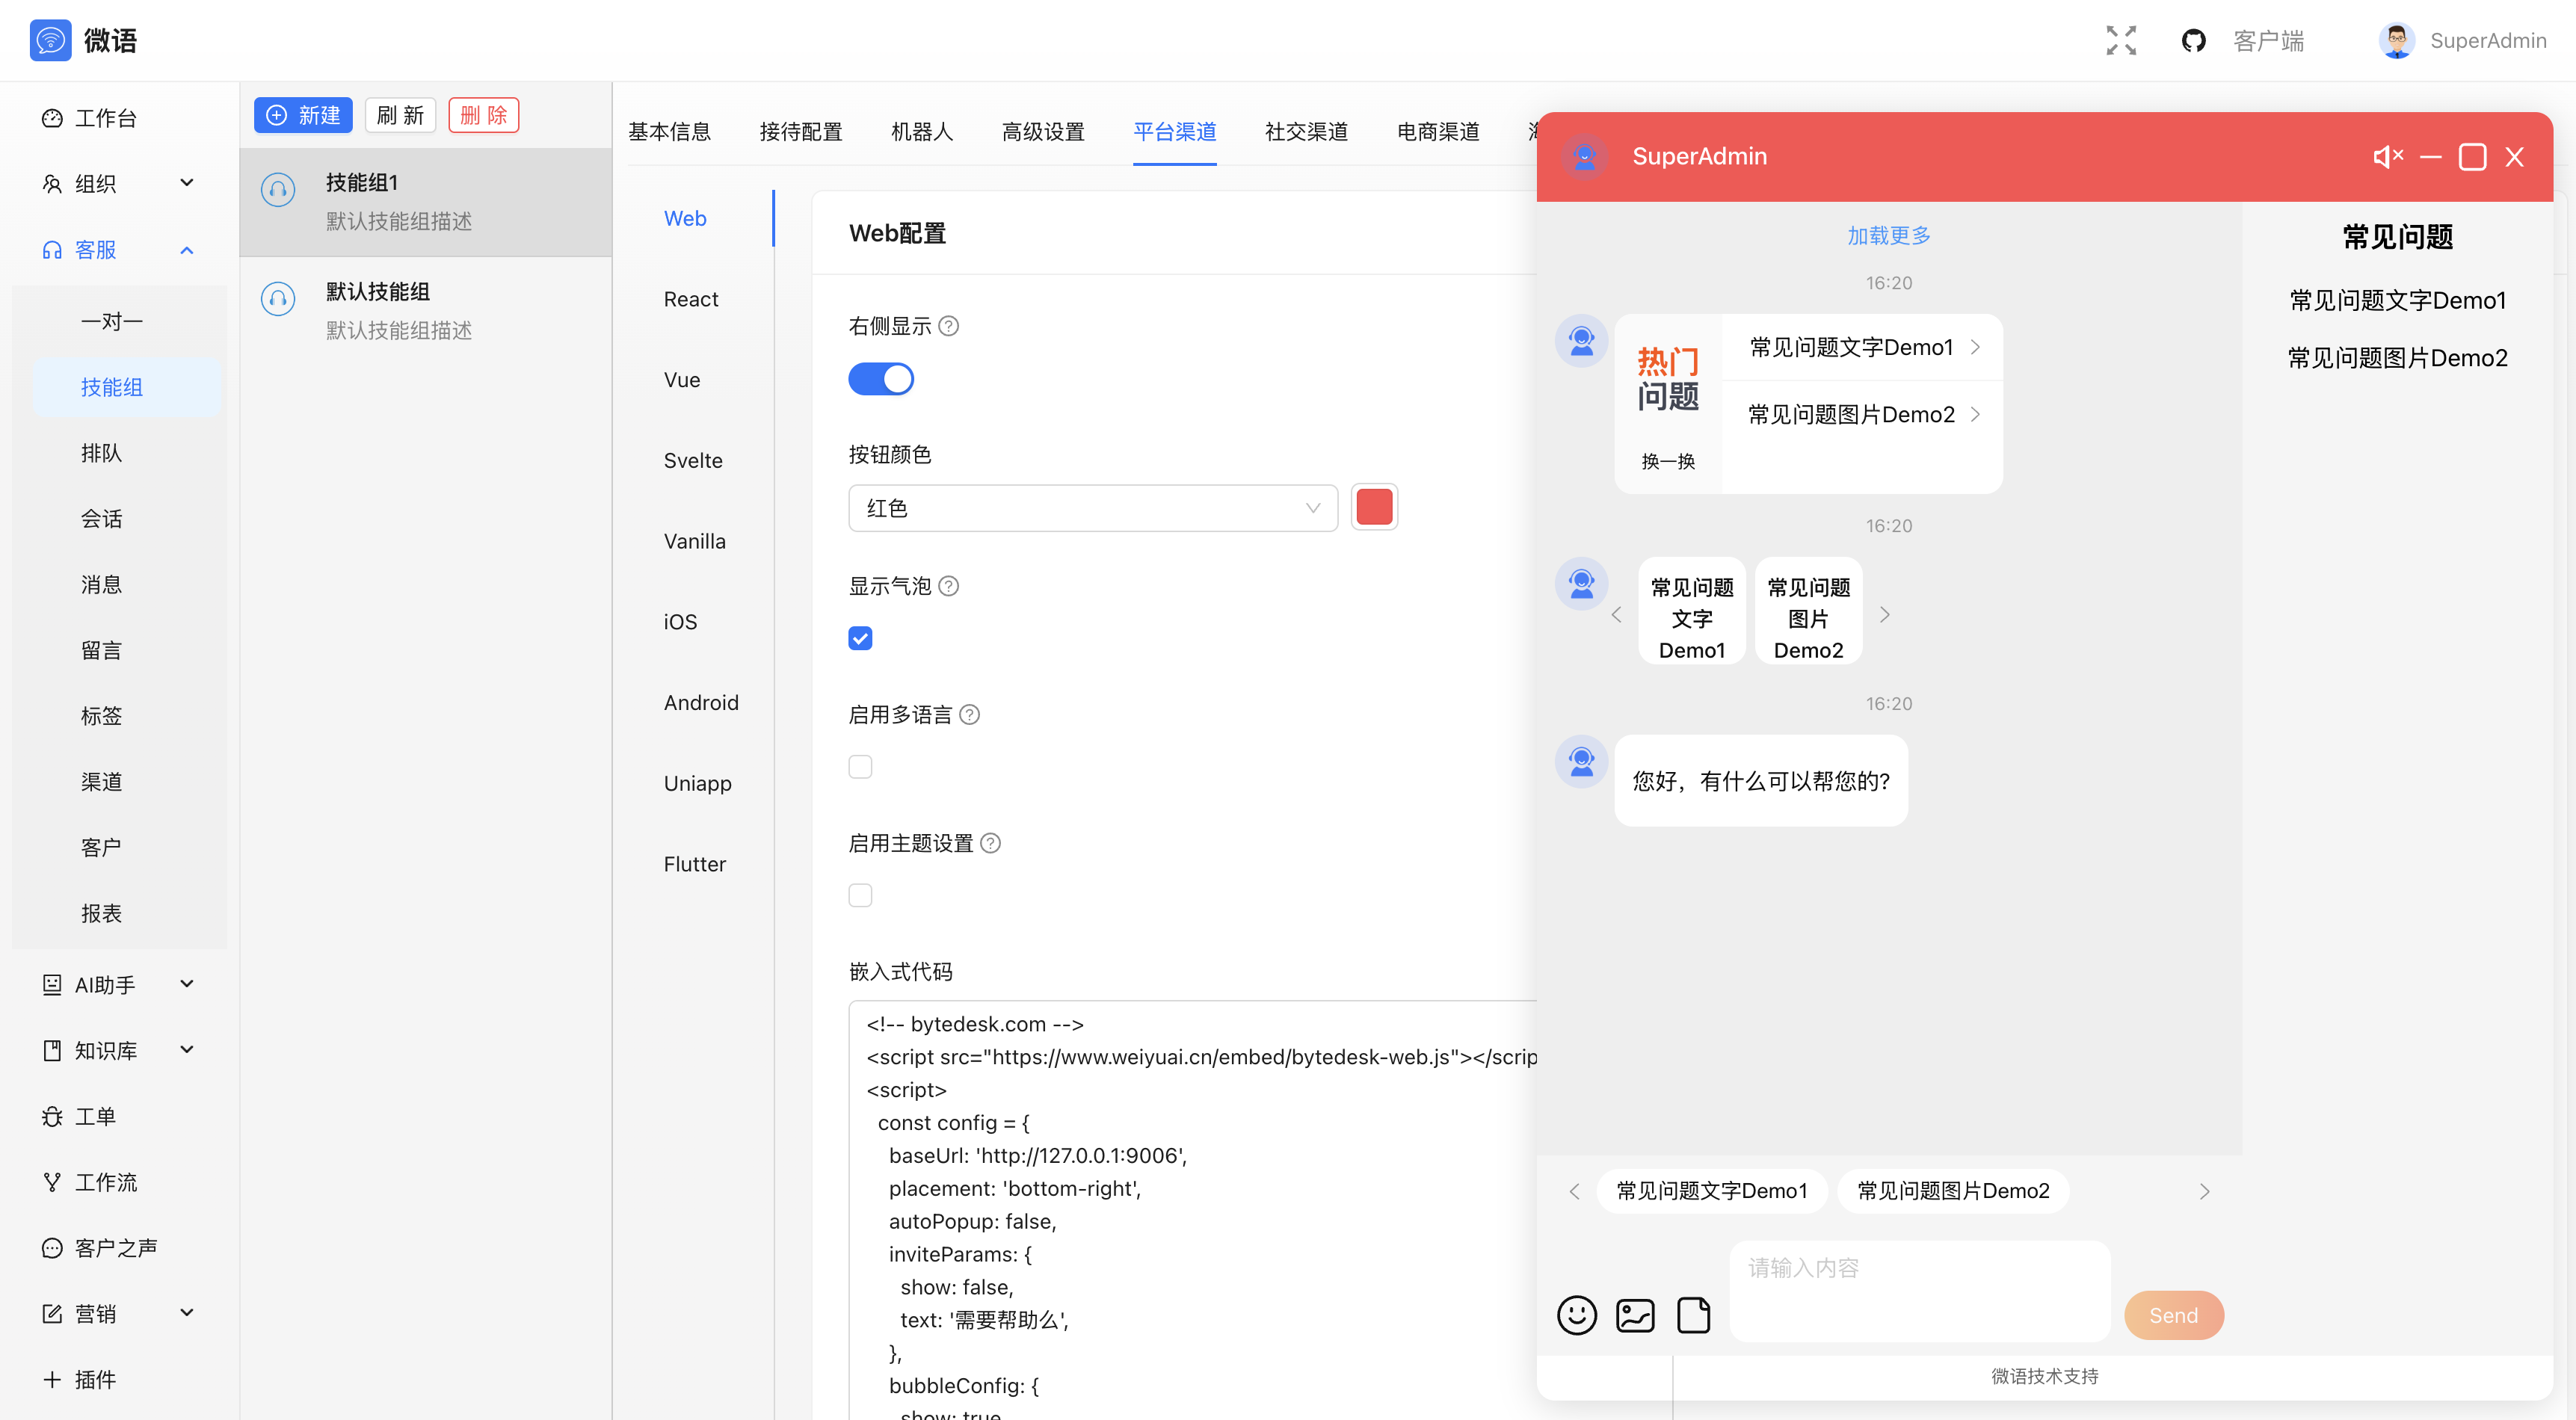 微语
客户端
SuperAdmin
工作台
组织
客服
一对一
技能组
排队
会话
消息
留言
标签
渠道
客户
报表
AI助手
知识库
工单
工作流
客户之声
营销
插件
新建
刷 新
删 除
技能组1
默认技能组描述
默认技能组
默认技能组描述
基本信息
接待配置
机器人
高级设置
平台渠道
社交渠道
电商渠道
Web
React
Vue
Svelte
Vanilla
iOS
Android
Uniapp
Flutter
Web配置
右侧显示
按钮颜色
红色
显示气泡
启用多语言
启用主题设置
嵌入式代码
<!-- bytedesk.com -->
<script src="https://www.weiyuai.cn/embed/bytedesk-web.js"></scrip
<script>
const config = {
baseUrl: 'http://127.0.0.1:9006',
placement: 'bottom-right',
autoPopup: false,
inviteParams: {
show: false,
text: '需要帮助么',
},
bubbleConfig: {
show: true
SuperAdmin
加载更多
16:20
热门
问题
换一换
常见问题文字Demo1
常见问题图片Demo2
16:20
常见问题
文字
Demo1
常见问题
图片
Demo2
16:20
您好，有什么可以帮您的?
常见问题文字Demo1
常见问题图片Demo2
请输入内容
Send
微语技术支持
常见问题
常见问题文字Demo1
常见问题图片Demo2